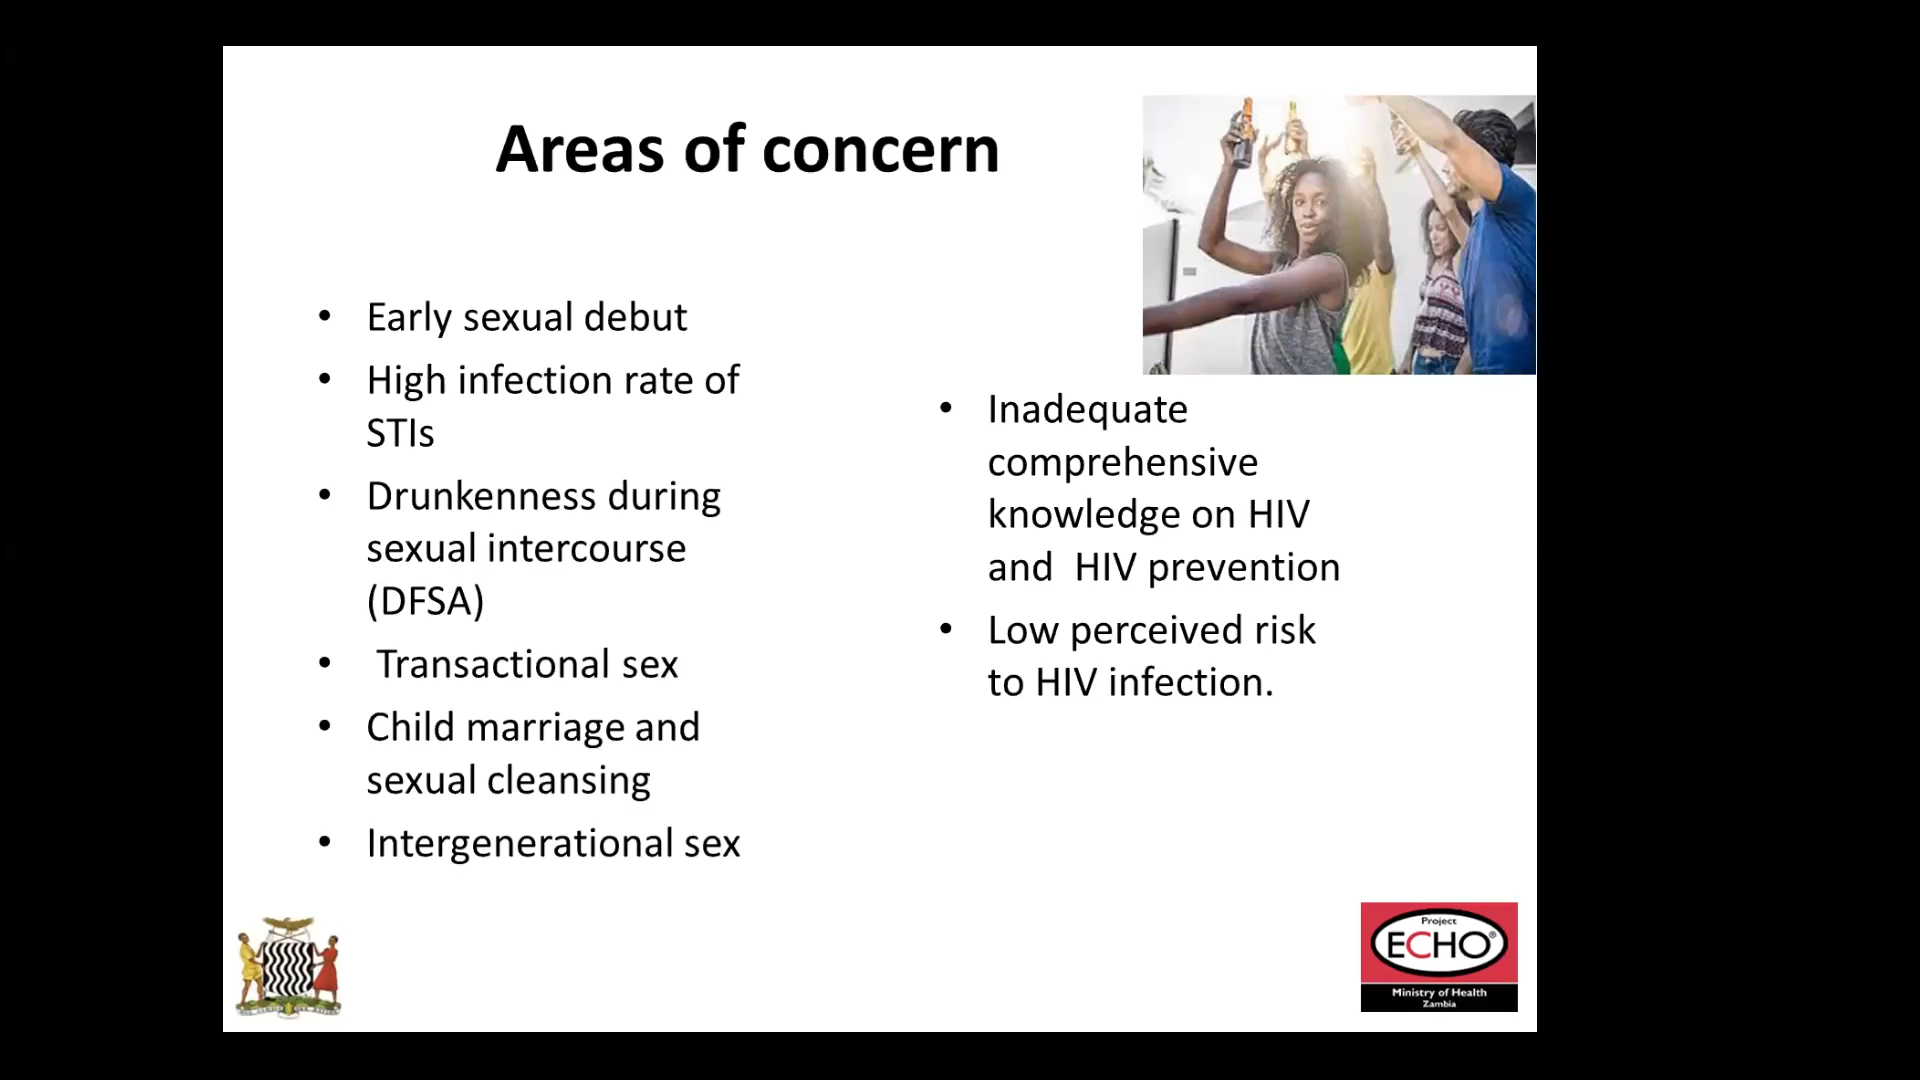 Areas of concern
• Early sexual debut
• High infection rate of
STIs
• Drunkenness during
sexual intercourse
(DFSA)
• Transactional sex
• Child marriage and
sexual cleansing
• Intergenerational sex
• Inadequate
comprehensive
knowledge on HIV
and  HIV prevention
• Low perceived risk
to HIV infection.
Project
ECHO®
Ministry of Health
Zambia